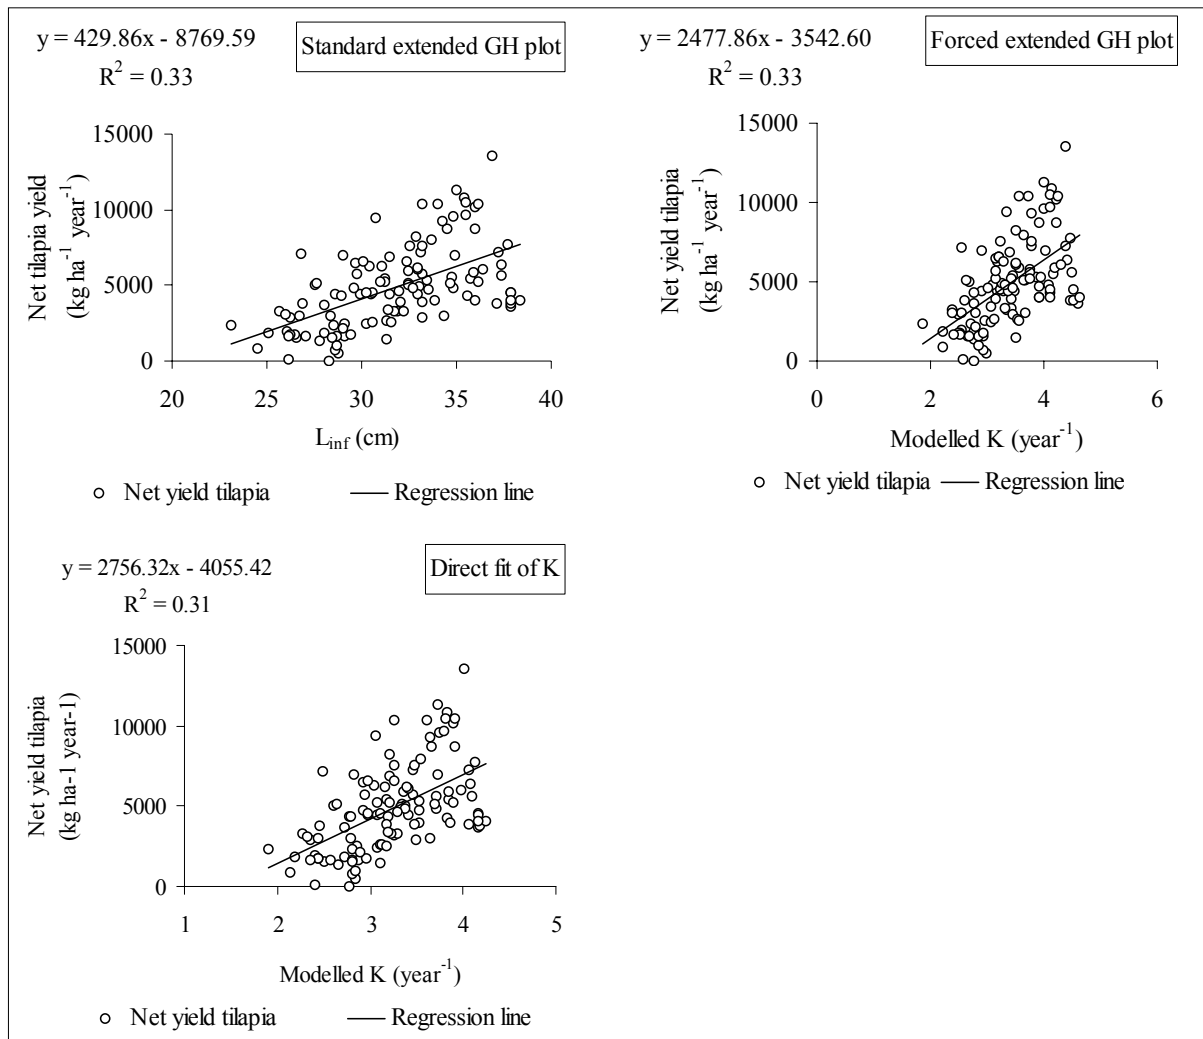 y = 429.86x - 8769.59
R² = 0.33
Standard extended GH plot
Net tilapia yield
(kg ha⁻¹ year⁻¹)
15000
10000
5000
0
20 25 30 35 40
L_inf (cm)
Net yield tilapia Regression line
y = 2477.86x - 3542.60
R² = 0.33
Forced extended GH plot
Net yield tilapia
(kg ha⁻¹ year⁻¹)
15000
10000
5000
0
0 2 4 6
Modelled K (year⁻¹)
Net yield tilapia Regression line
y = 2756.32x - 4055.42
R² = 0.31
Direct fit of K
Net yield tilapia
(kg ha-1 year-1)
15000
10000
5000
0
1 2 3 4 5
Modelled K (year⁻¹)
Net yield tilapia Regression line